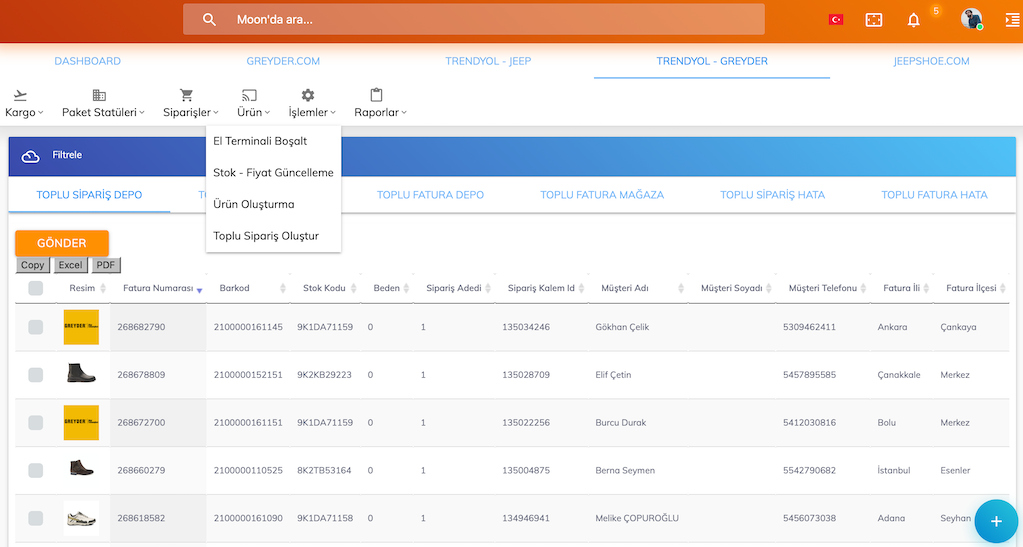 Moon'da ara...
5
DASHBOARD GREYDER.COM TRENDYOL - JEEP TRENDYOL - GREYDER JEEPSHOE.COM
Kargo Paket Statüleri Siparişler Ürün İşlemler Raporlar
El Terminali Boşalt
Stok - Fiyat Güncelleme
Ürün Oluşturma
Toplu Sipariş Oluştur
Filtrele
TOPLU SİPARİŞ DEPO TOPLU FATURA DEPO TOPLU FATURA MAĞAZA TOPLU SİPARİŞ HATA TOPLU FATURA HATA
GÖNDER
Copy Excel PDF
Resim Fatura Numarası Barkod Stok Kodu Beden Sipariş Adedi Sipariş Kalem Id Müşteri Adı Müşteri Soyadı Müşteri Telefonu Fatura İli Fatura İlçesi
GREYDER 268682790 2100000161145 9K1DA71159 0 1 135034246 Gökhan Çelik 5309462411 Ankara Çankaya
268678809 2100000152151 9K2KB29223 0 1 135028709 Elif Çetin 5457895585 Çanakkale Merkez
GREYDER 268672700 2100000161151 9K1DA71159 0 1 135022256 Burcu Durak 5412030816 Bolu Merkez
268660279 2100000110525 8K2TB53164 0 1 135004875 Berna Seymen 5542790682 İstanbul Esenler
268618582 2100000161090 9K1DA71158 0 1 134946941 Melike ÇOPUROĞLU 5456073038 Adana Seyhan